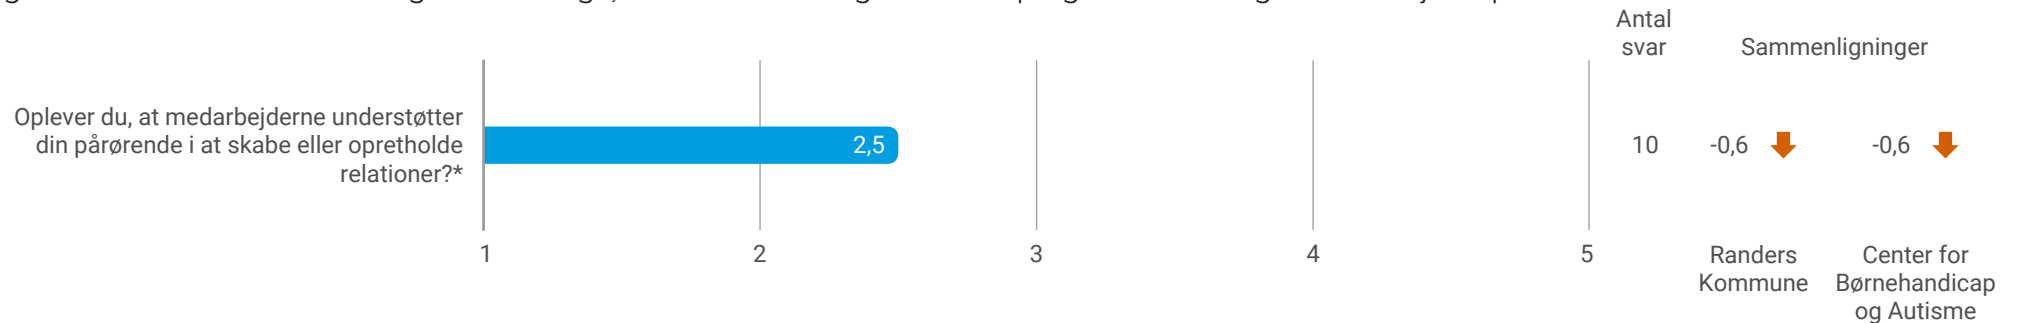 Antal
svar
Sammenligninger
Oplever du, at medarbejderne understøtter
din pårørende i at skabe eller opretholde
relationer?*
2,5
10
-0,6
-0,6
1
2
3
4
5
Randers
Kommune
Center for
Børnehandicap
og Autisme